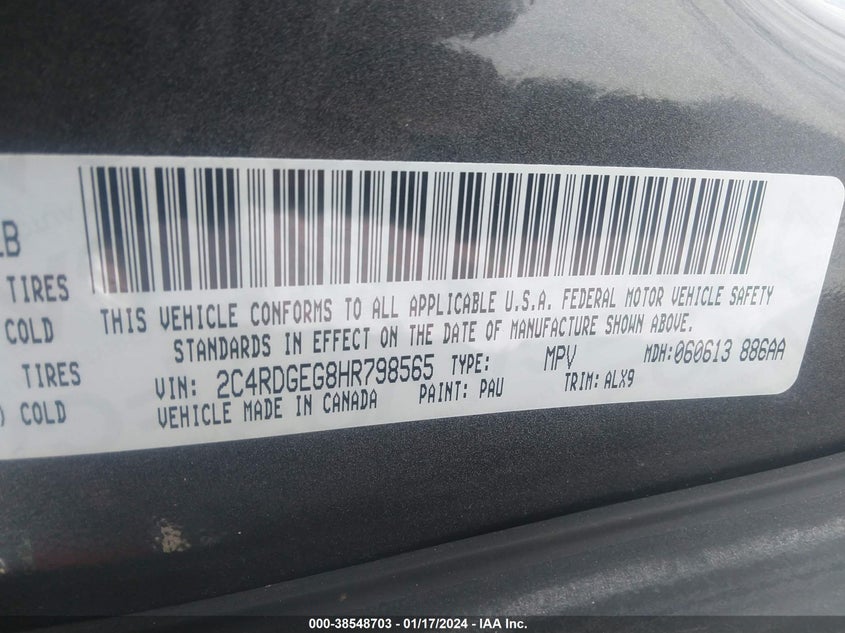 LB
TIRES
COLD
TIRES
) COLD
THIS VEHICLE CONFORMS TO ALL APPLICABLE U.S.A. FEDERAL MOTOR VEHICLE SAFETY
STANDARDS IN EFFECT ON THE DATE OF MANUFACTURE SHOWN ABOVE.
VIN: 2C4RDGEG8HR798565 TYPE: MPV MDH:060613 886AA
VEHICLE MADE IN CANADA PAINT: PAU TRIM: ALX9
000-38548703 - 01/17/2024 - IAA Inc.